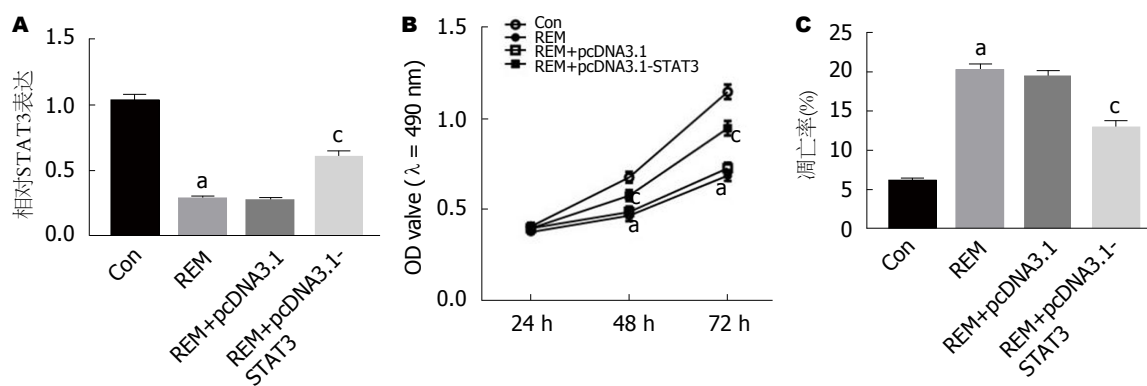 A
相对STAT3表达
1.5
1.0
0.5
0.0
a
c
Con
REM
REM+pcDNA3.1
REM+pcDNA3.1-
STAT3
B
OD valve ( λ = 490 nm)
1.5
1.0
0.5
0.0
Con
REM
REM+pcDNA3.1
REM+pcDNA3.1-STAT3
c
a
c
a
24 h
48 h
72 h
C
凋亡率(%)
25
20
15
10
5
0
a
c
Con
REM
REM+pcDNA3.1
REM+pcDNA3.1-
STAT3